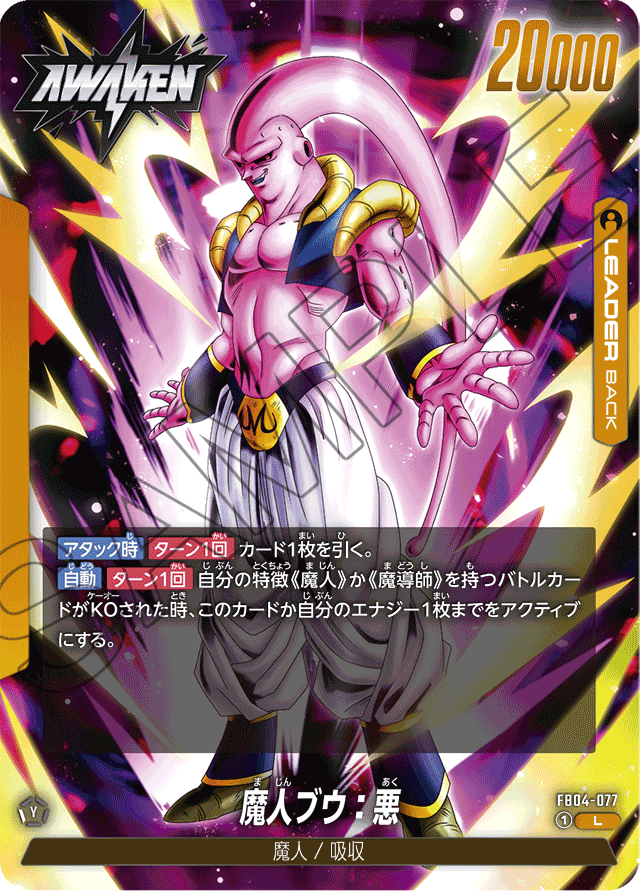 AWAKEN
20000
LEADER BACK
SAMPLE
アタック時 ターン1回 カード1枚を引く。
自動 ターン1回 自分の特徴《魔人》か《魔導師》を持つバトルカー
ドがKOされた時、このカードか自分のエナジー1枚までをアクティブ
にする。
魔人ブウ：悪
FB04-077
Y
1 L
魔人 / 吸収